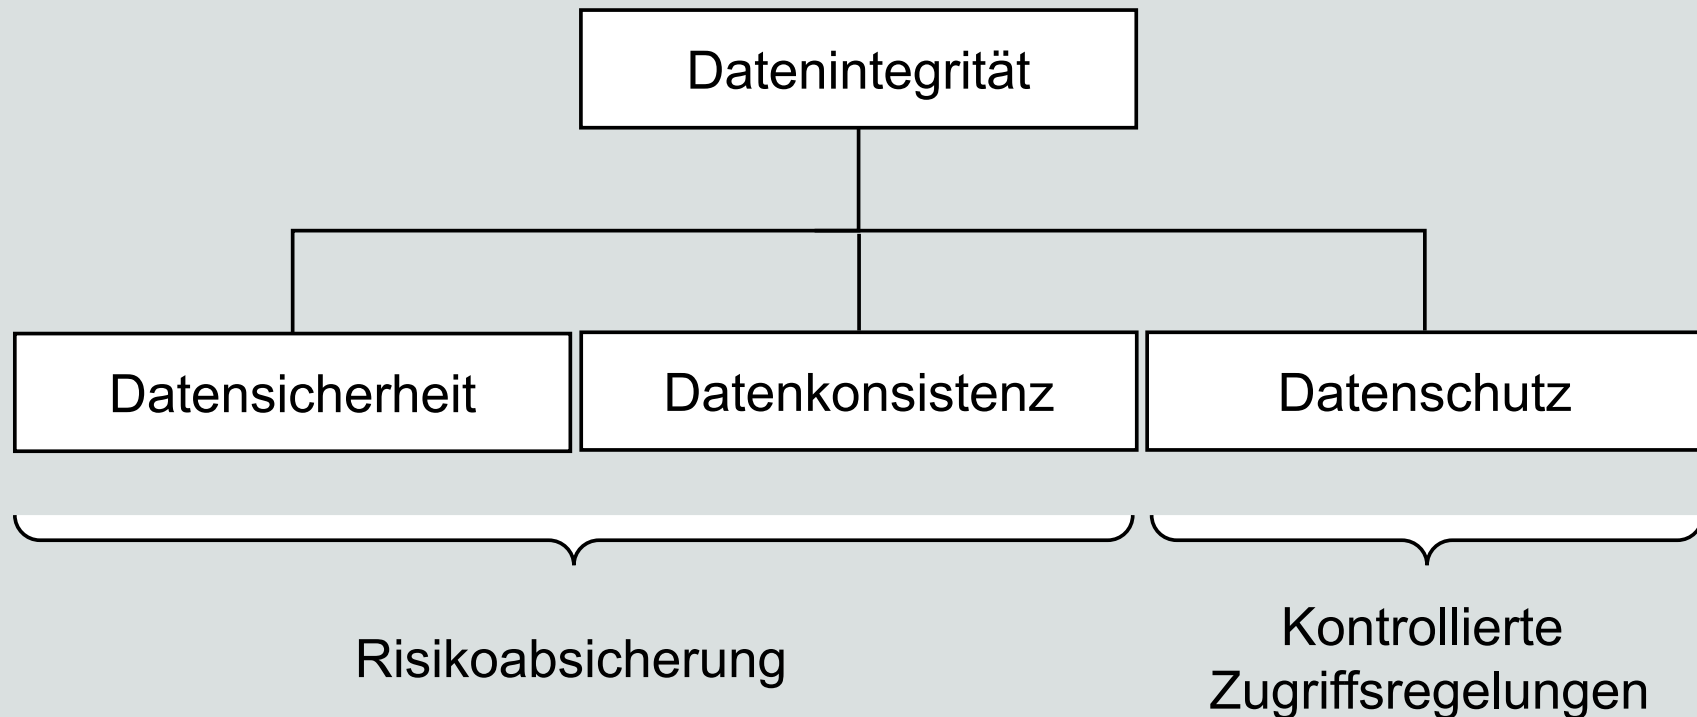 Datenintegrität
Datensicherheit
Datenkonsistenz
Datenschutz
Risikoabsicherung
Kontrollierte
Zugriffsregelungen